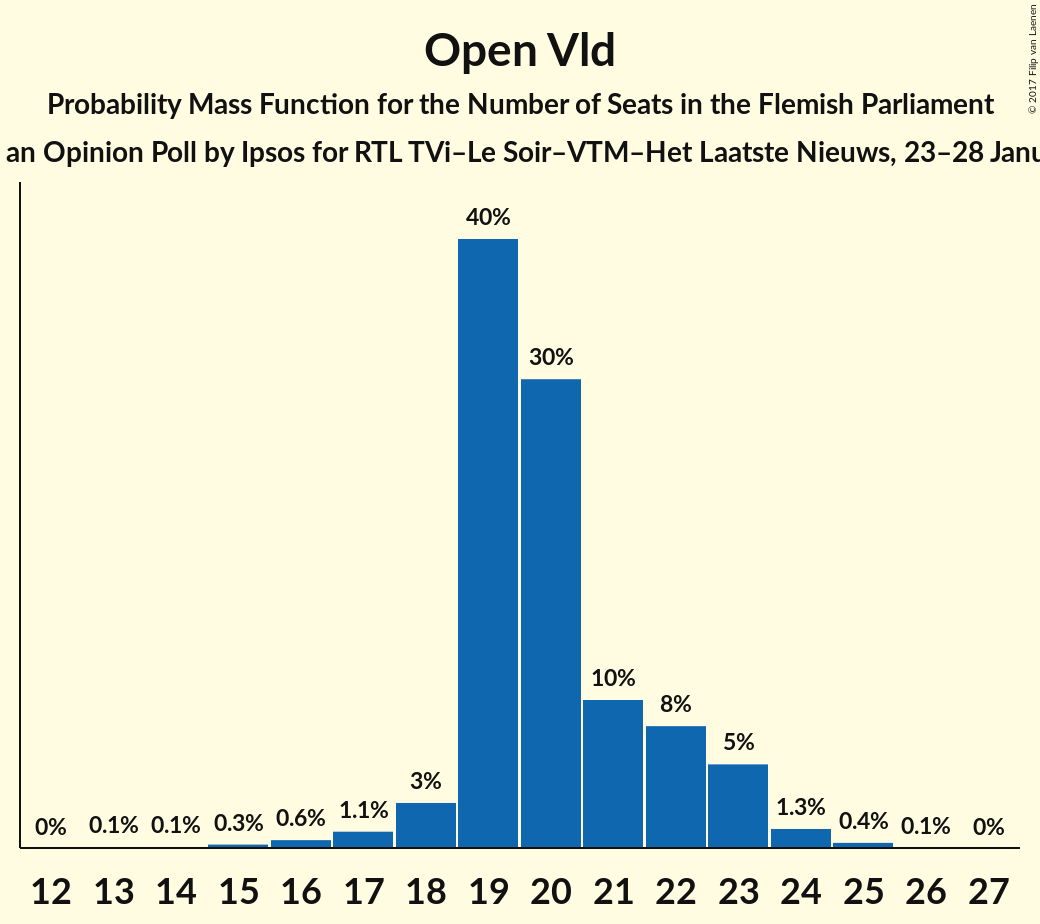 Open Vld
Probability Mass Function for the Number of Seats in the Flemish Parliament
an Opinion Poll by Ipsos for RTL TVi–Le Soir–VTM–Het Laatste Nieuws, 23–28 Janu
© 2017 Filip van Laenen
40%
30%
10%
8%
5%
3%
1.3%
1.1%
0.6%
0.4%
0.3%
0% 0.1% 0.1% 0.1% 0%
12 13 14 15 16 17 18 19 20 21 22 23 24 25 26 27